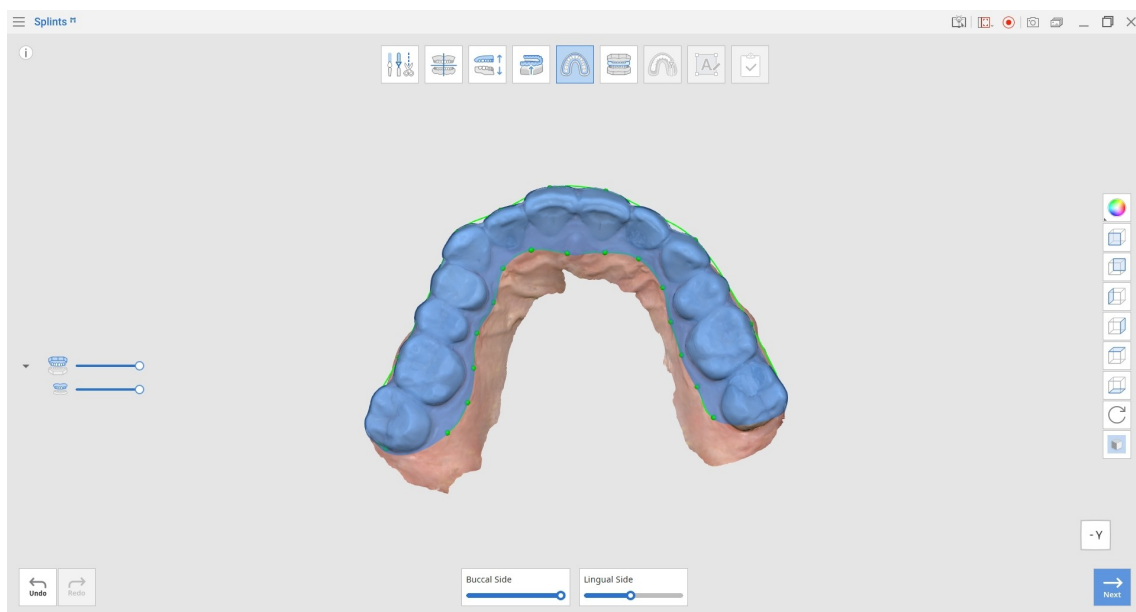 Splints
i
A
- Y
Undo
Redo
Buccal Side
Lingual Side
Next